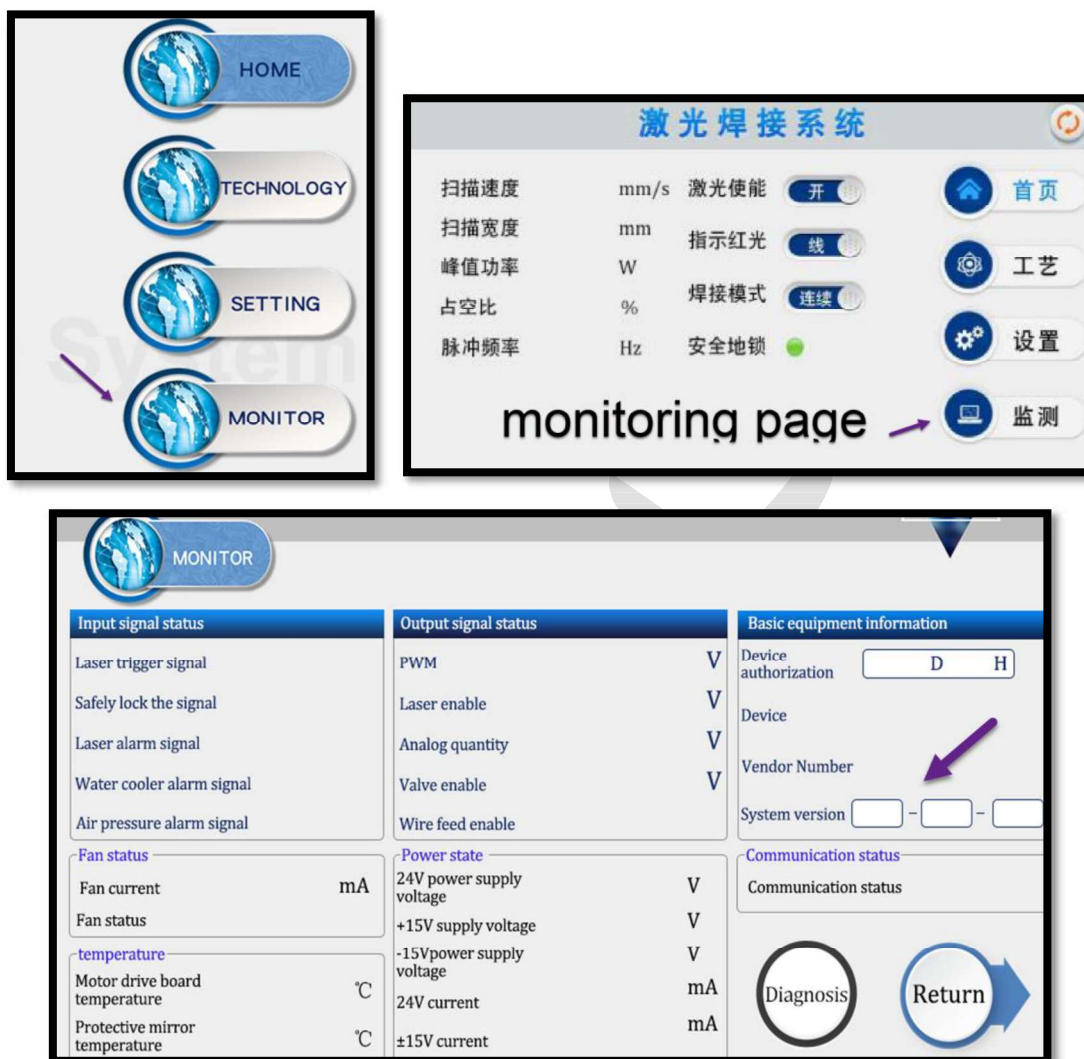 HOME
TECHNOLOGY
SETTING
System
MONITOR
激光焊接系统
扫描速度 mm/s 激光使能 开
扫描宽度 mm 指示红光 线
峰值功率 W
占空比 % 焊接模式 连续
脉冲频率 Hz 安全地锁
首页
工艺
设置
监测
monitoring page
MONITOR
Input signal status
Laser trigger signal
Safely lock the signal
Laser alarm signal
Water cooler alarm signal
Air pressure alarm signal
Fan status
Fan current mA
Fan status
temperature
Motor drive board
temperature ℃
Protective mirror
temperature ℃
Output signal status
PWM V
Laser enable V
Analog quantity V
Valve enable V
Wire feed enable
Power state
24V power supply
voltage V
+15V supply voltage V
-15Vpower supply
voltage V
24V current mA
±15V current mA
Basic equipment information
Device
authorization D H
Device
Vendor Number
System version - -
Communication status
Communication status
Diagnosis
Return